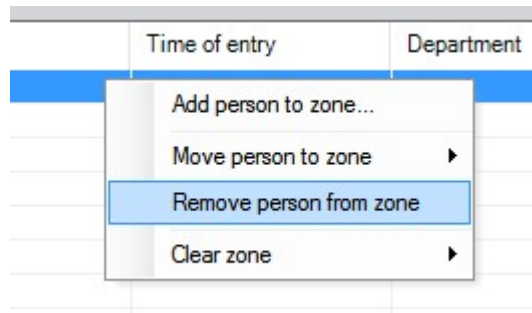 Time of entry Department
Add person to zone...
Move person to zone
Remove person from zone
Clear zone